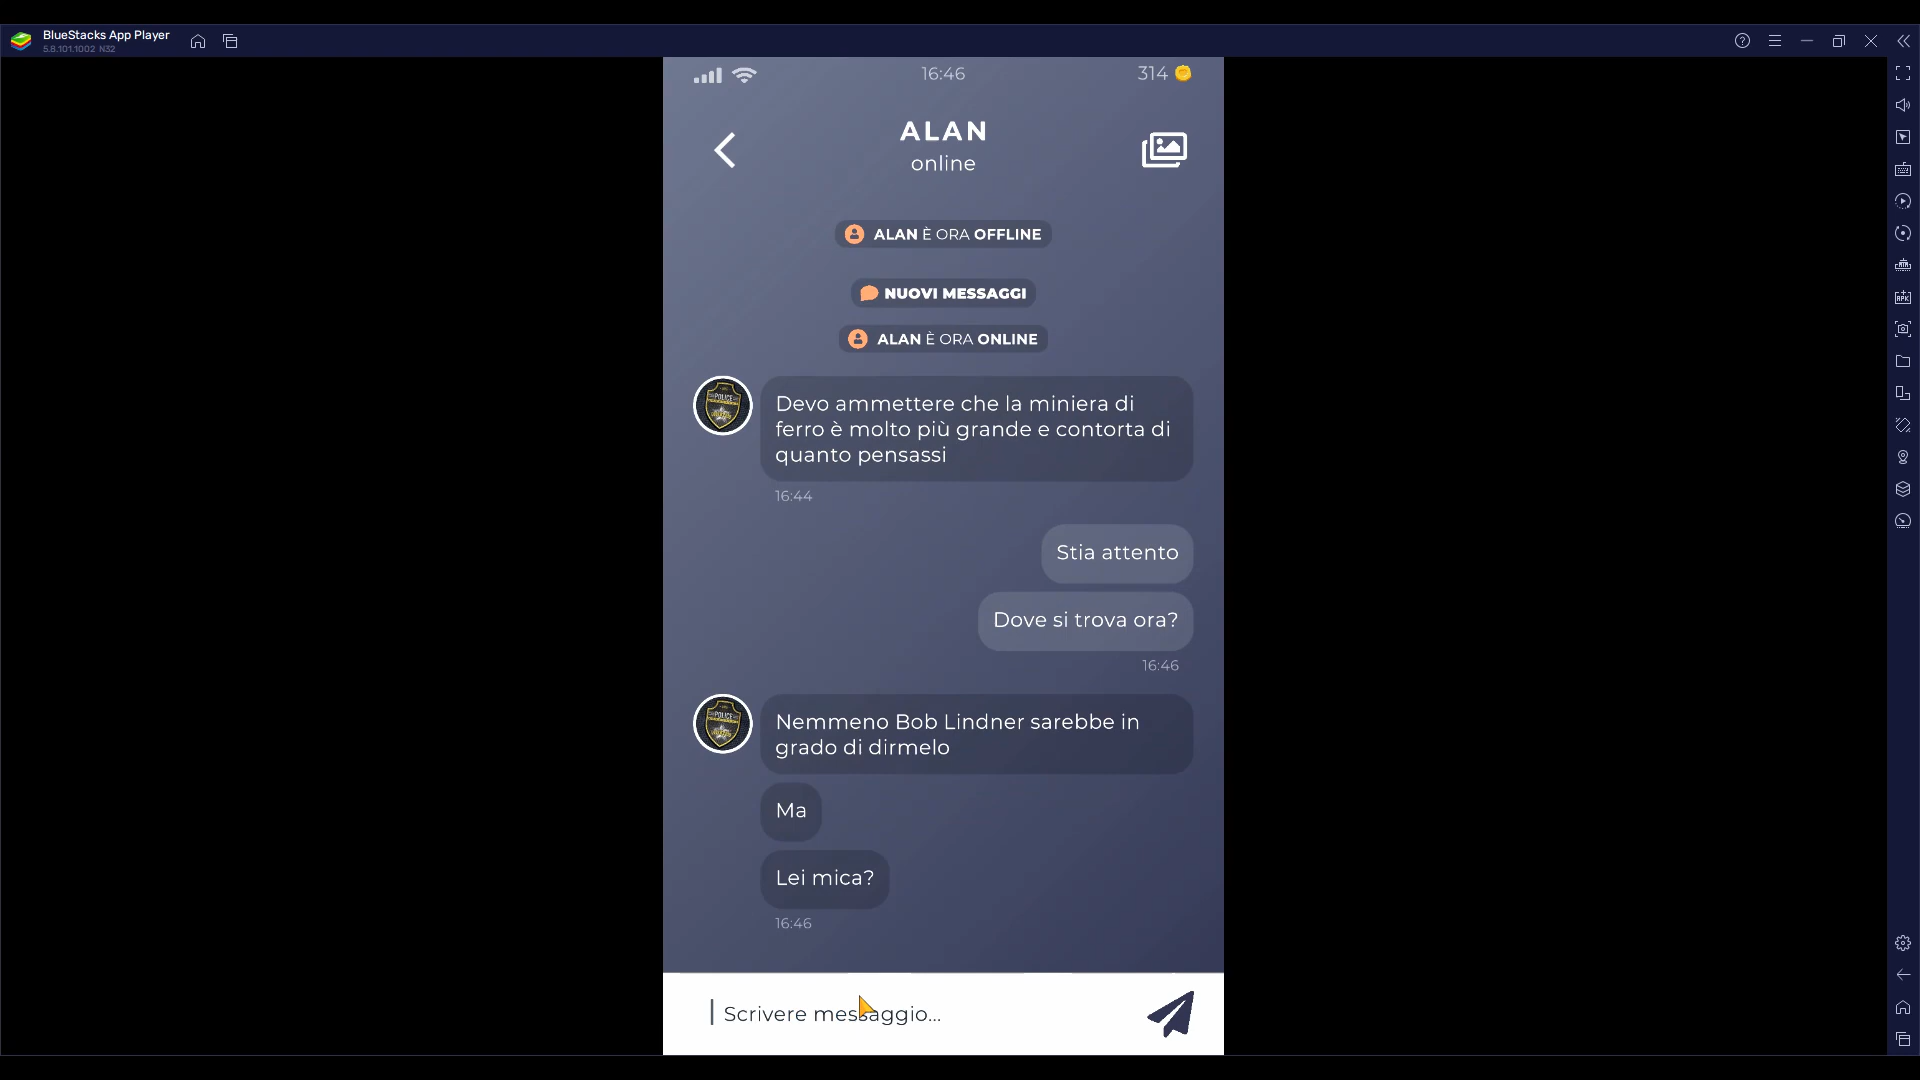 BlueStacks App Player
5.8.101.1002 N32
16:46
314
ALAN
online
ALAN È ORA OFFLINE
NUOVI MESSAGGI
ALAN È ORA ONLINE
Devo ammettere che la miniera di
ferro è molto più grande e contorta di
quanto pensassi
16:44
Stia attento
Dove si trova ora?
16:46
Nemmeno Bob Lindner sarebbe in
grado di dirmelo
Ma
Lei mica?
16:46
Scrivere messaggio...